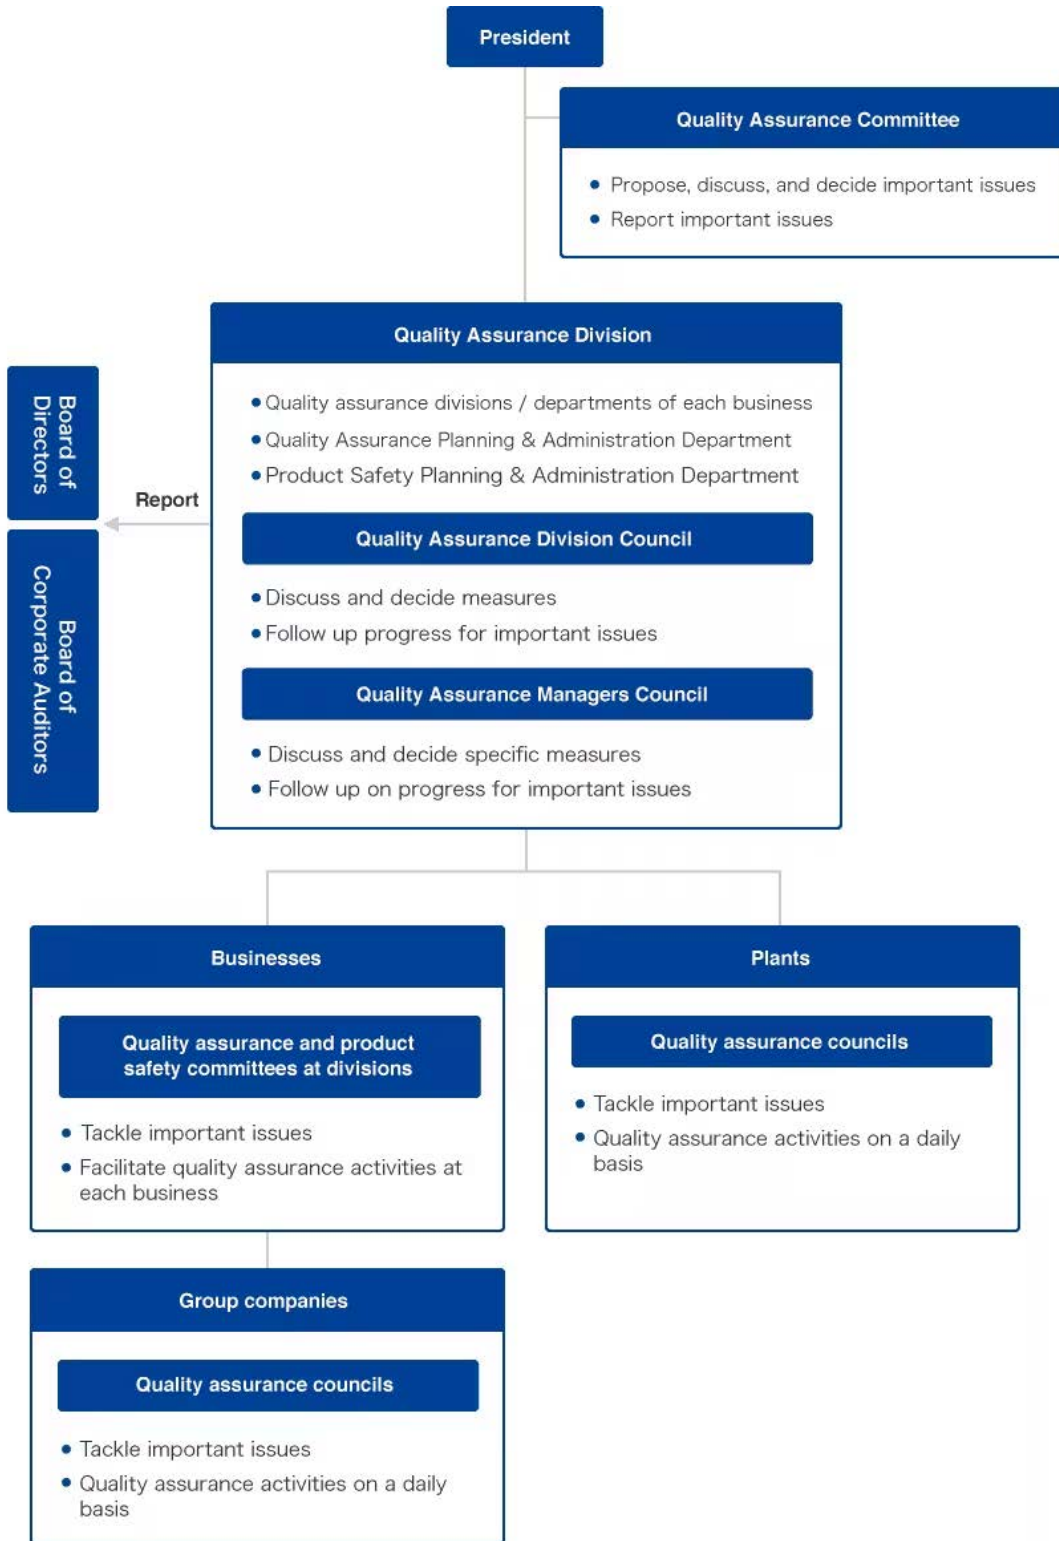 President
Quality Assurance Committee
Propose, discuss, and decide important issues
Report important issues
Quality Assurance Division
Quality assurance divisions / departments of each business
Quality Assurance Planning & Administration Department
Product Safety Planning & Administration Department
Quality Assurance Division Council
Discuss and decide measures
Follow up progress for important issues
Quality Assurance Managers Council
Discuss and decide specific measures
Follow up on progress for important issues
Report
Board of
Directors
Board of
Corporate Auditors
Businesses
Quality assurance and product
safety committees at divisions
Tackle important issues
Facilitate quality assurance activities at
each business
Plants
Quality assurance councils
Tackle important issues
Quality assurance activities on a daily
basis
Group companies
Quality assurance councils
Tackle important issues
Quality assurance activities on a daily
basis